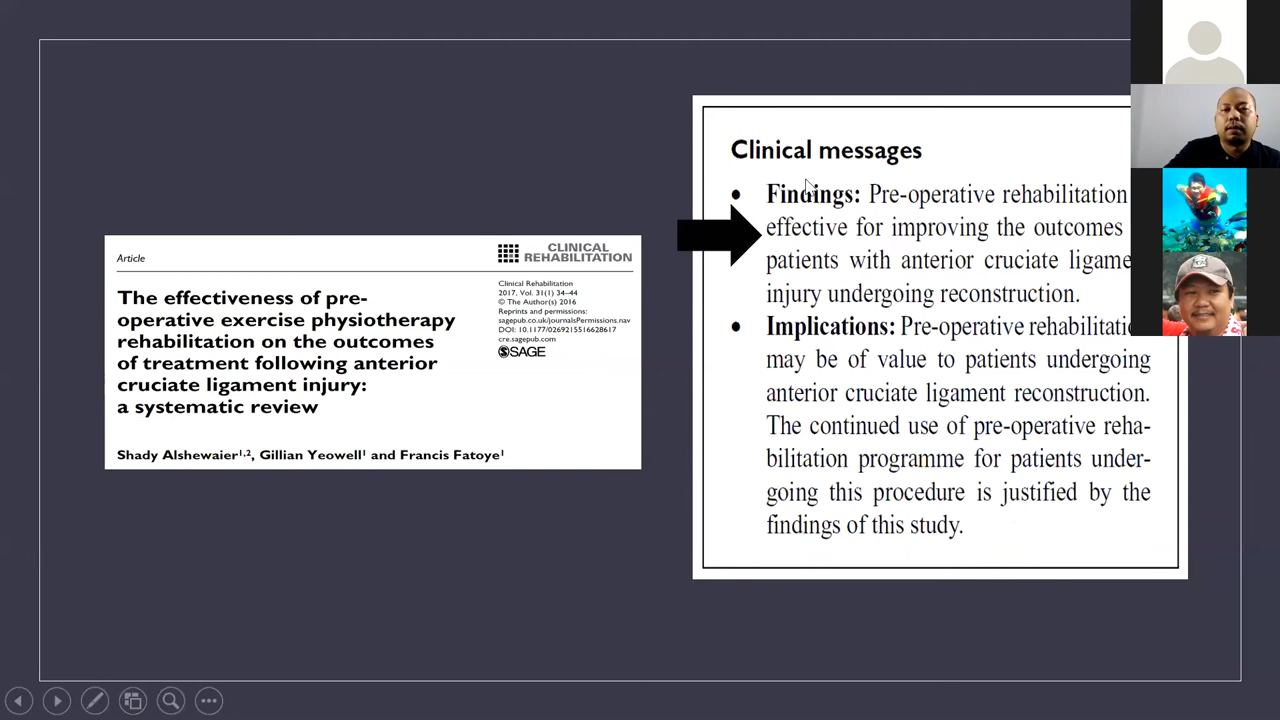 Article
CLINICAL
REHABILITATION
The effectiveness of pre-
operative exercise physiotherapy
rehabilitation on the outcomes
of treatment following anterior
cruciate ligament injury:
a systematic review
Clinical Rehabilitation
2017, Vol. 31(1) 34–44
© The Author(s) 2016
Reprints and permissions:
sagepub.co.uk/journalsPermissions.nav
DOI: 10.1177/0269215516628617
cre.sagepub.com
SAGE
Shady Alshewaier1,2, Gillian Yeowell1 and Francis Fatoye1
Clinical messages
• Findings: Pre-operative rehabilitation
effective for improving the outcomes
patients with anterior cruciate ligame
injury undergoing reconstruction.
• Implications: Pre-operative rehabilitatio
may be of value to patients undergoing
anterior cruciate ligament reconstruction.
The continued use of pre-operative reha-
bilitation programme for patients under-
going this procedure is justified by the
findings of this study.